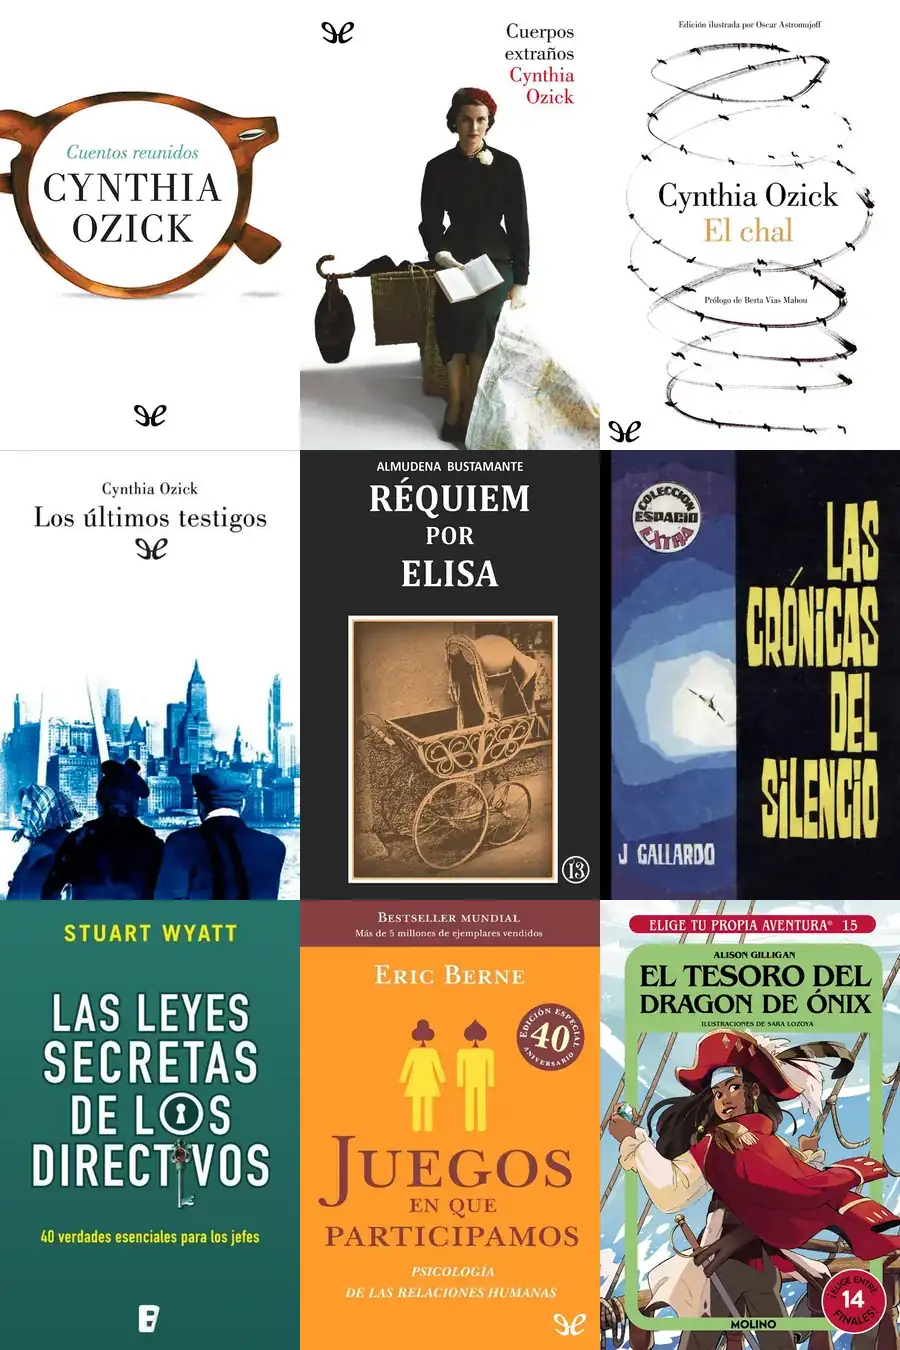 Cuentos reunidos
CYNTHIA
OZICK
Cuerpos
extraños
Cynthia
Ozick
Edición ilustrada por Oscar Astromujoff
Cynthia Ozick
El chal
Prólogo de Berta Vias Mahou
Cynthia Ozick
Los últimos testigos
ALMUDENA BUSTAMANTE
RÉQUIEM
POR
ELISA
13
COLECCION
ESPACIO
EXTRA
LAS
CRÓNICAS
DEL
SILENCIO
J GALLARDO
STUART WYATT
LAS LEYES
SECRETAS
DE LOS
DIRECTIVOS
40 verdades esenciales para los jefes
B
BESTSELLER MUNDIAL
Más de 5 millones de ejemplares vendidos
ERIC BERNE
EDICIÓN ESPECIAL
40
ANIVERSARIO
JUEGOS
EN QUE
PARTICIPAMOS
PSICOLOGÍA
DE LAS RELACIONES HUMANAS
ELIGE TU PROPIA AVENTURA® 15
ALISON GILLIGAN
EL TESORO DEL
DRAGON DE ÓNIX
ILUSTRACIONES DE SARA LOZOYA
¡ELIGE ENTRE
14
FINALES!
MOLINO